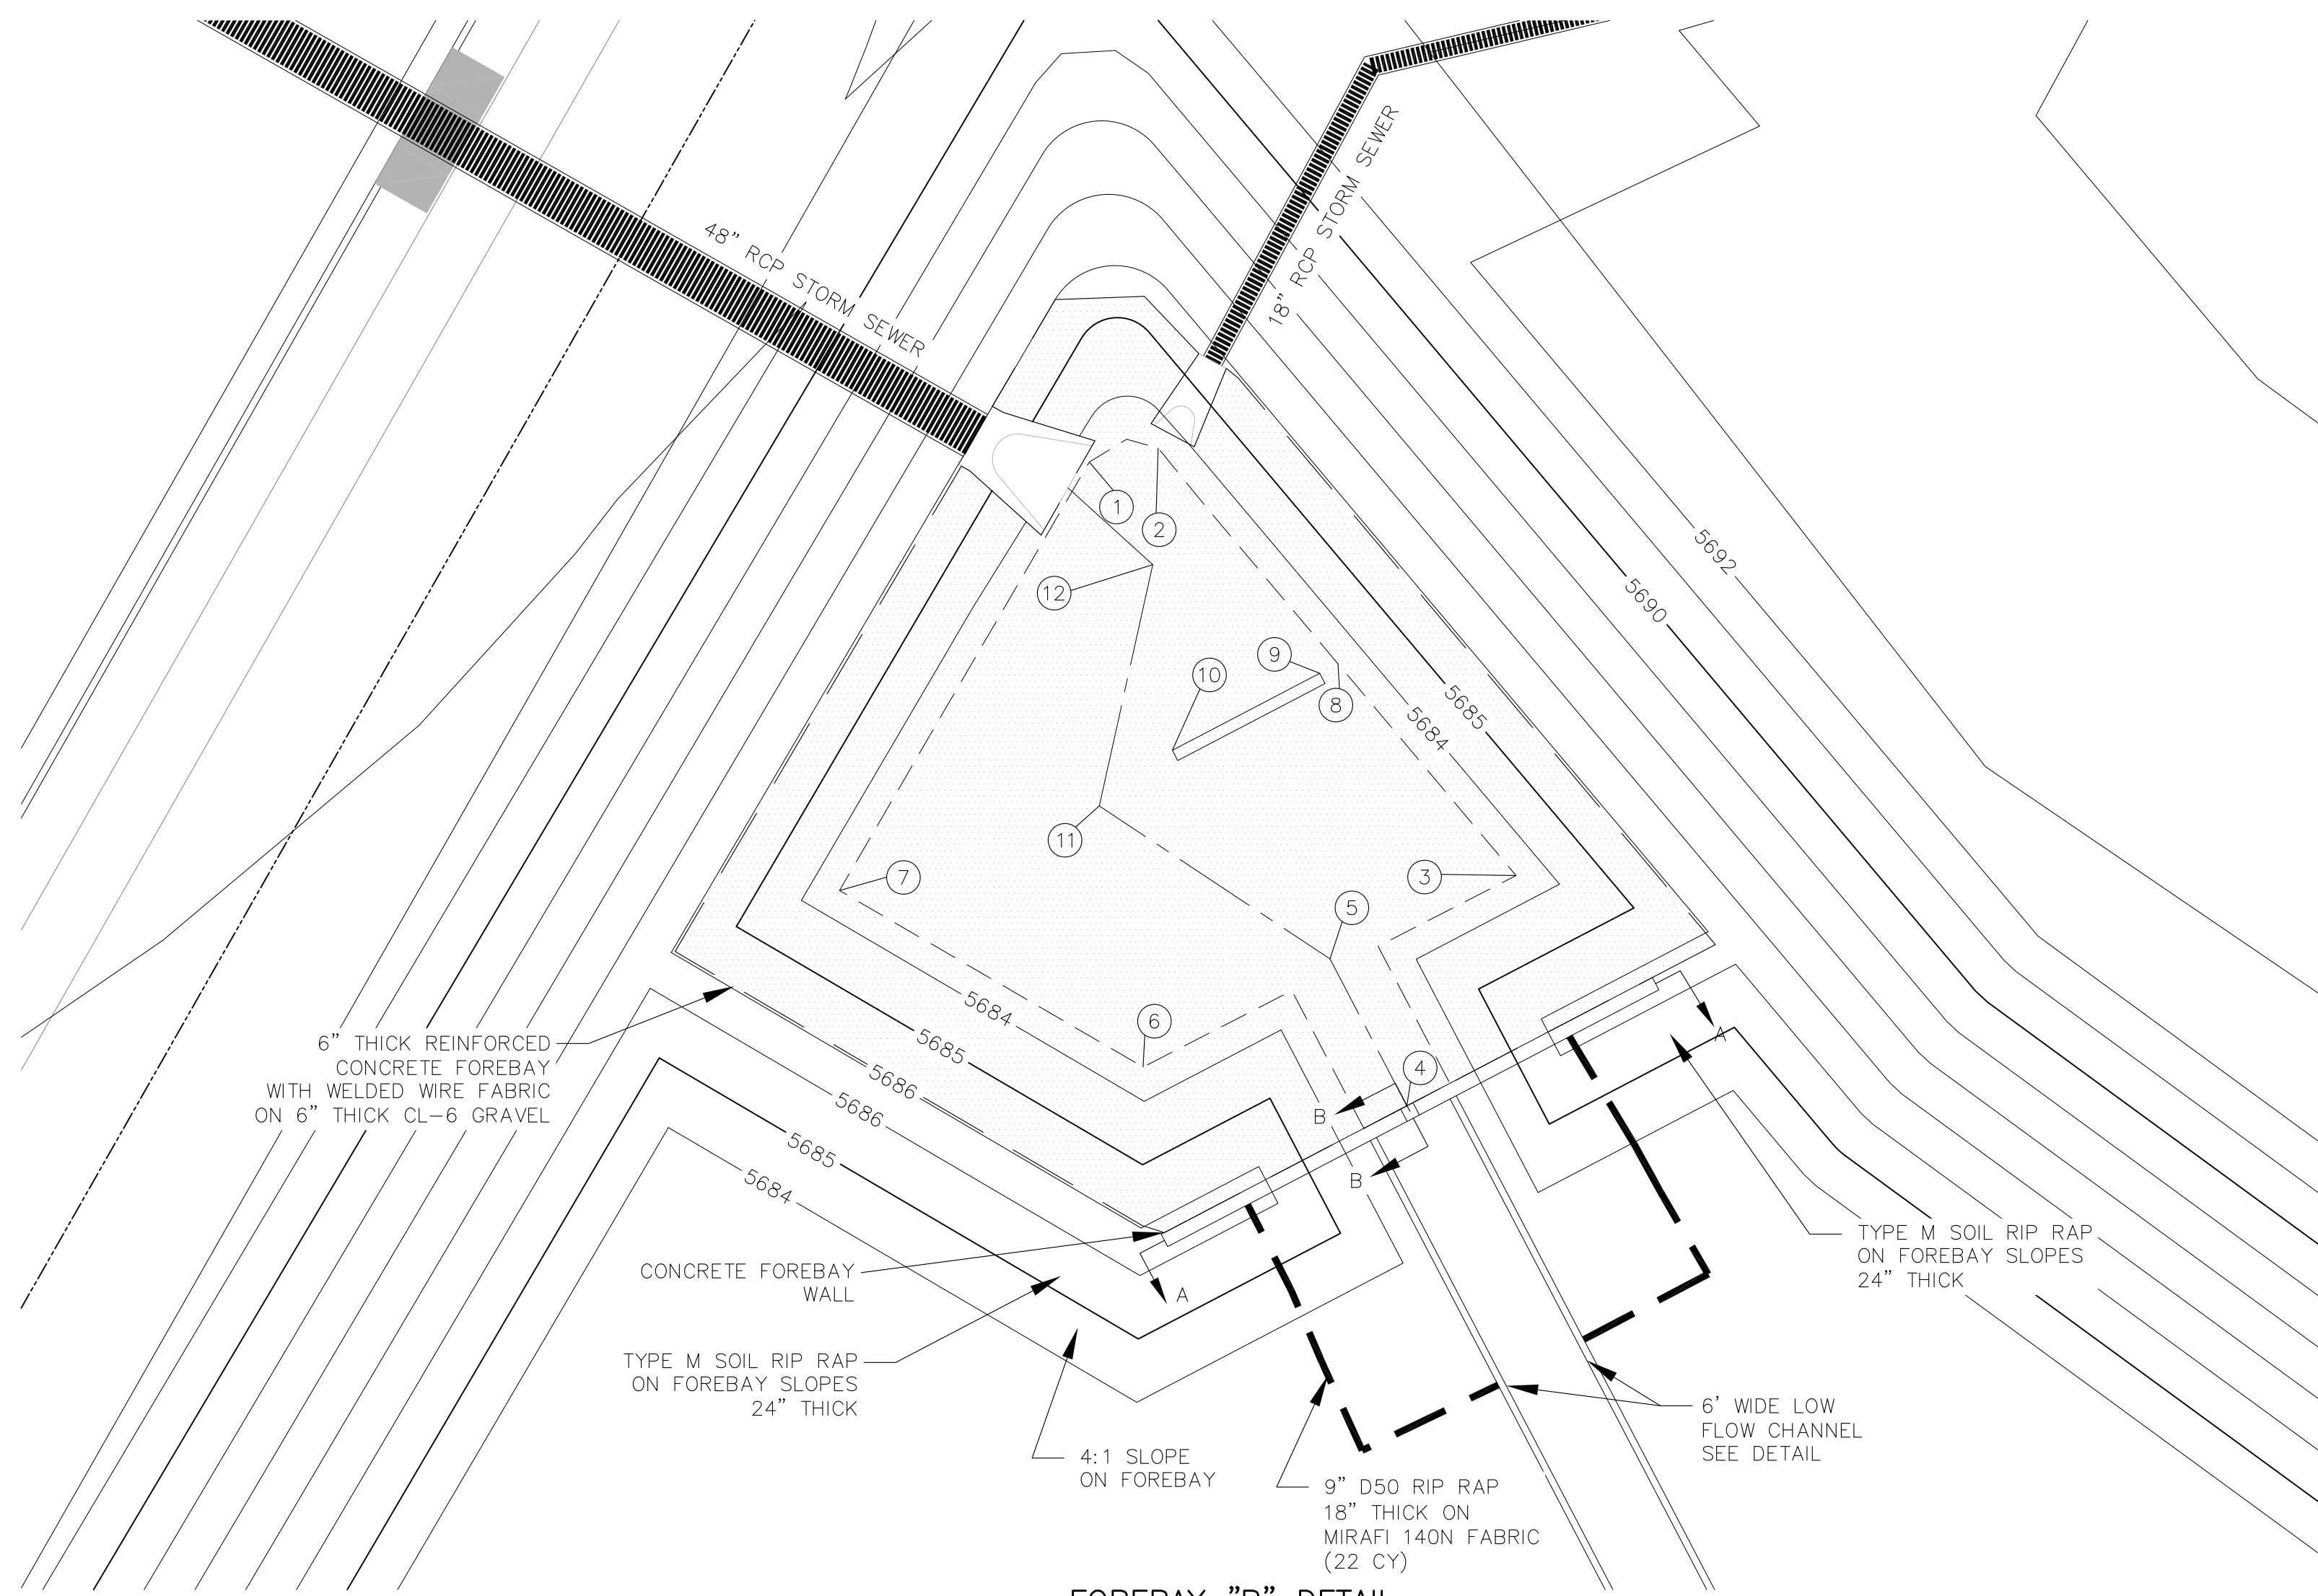 48" RCP STORM SEWER
18" RCP STORM SEWER
5692
5690
1
2
12
9
10
8
5685
5684
11
7
3
5
6
5684
5685
5686
5686
5685
5684
4
A
B
B
A
6" THICK REINFORCED
CONCRETE FOREBAY
WITH WELDED WIRE FABRIC
ON 6" THICK CL-6 GRAVEL
CONCRETE FOREBAY
WALL
TYPE M SOIL RIP RAP
ON FOREBAY SLOPES
24" THICK
TYPE M SOIL RIP RAP
ON FOREBAY SLOPES
24" THICK
4:1 SLOPE
ON FOREBAY
9" D50 RIP RAP
18" THICK ON
MIRAFI 140N FABRIC
(22 CY)
6' WIDE LOW
FLOW CHANNEL
SEE DETAIL